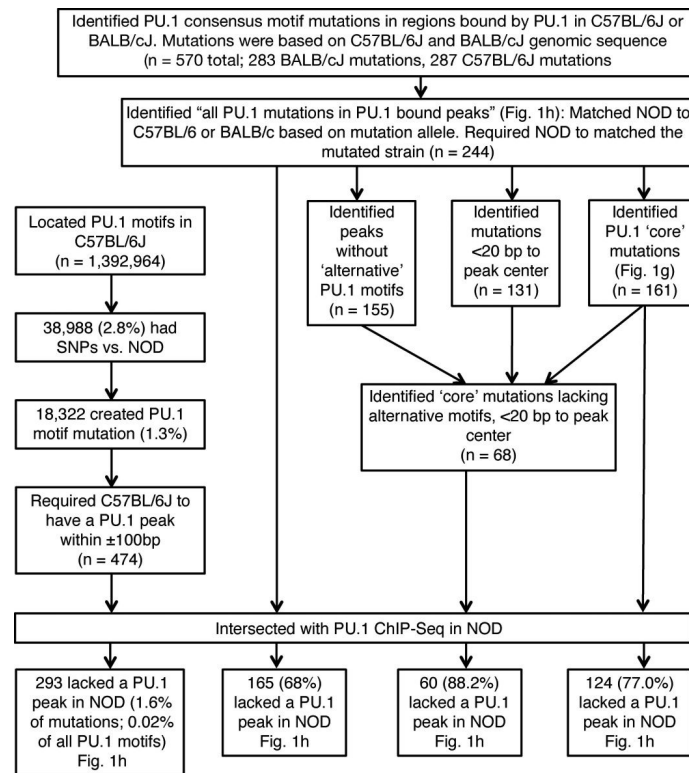 Identified PU.1 consensus motif mutations in regions bound by PU.1 in C57BL/6J or
BALB/cJ. Mutations were based on C57BL/6J and BALB/cJ genomic sequence
(n = 570 total; 283 BALB/cJ mutations, 287 C57BL/6J mutations
Identified “all PU.1 mutations in PU.1 bound peaks” (Fig. 1h): Matched NOD to
C57BL/6 or BALB/c based on mutation allele. Required NOD to matched the
mutated strain (n = 244)
Located PU.1 motifs in
C57BL/6J
(n = 1,392,964)
38,988 (2.8%) had
SNPs vs. NOD
18,322 created PU.1
motif mutation (1.3%)
Required C57BL/6J to
have a PU.1 peak
within ±100bp
(n = 474)
Identified
peaks
without
‘alternative’
PU.1 motifs
(n = 155)
Identified
mutations
<20 bp to
peak center
(n = 131)
Identified
PU.1 ‘core’
mutations
(Fig. 1g)
(n = 161)
Identified ‘core’ mutations lacking
alternative motifs, <20 bp to peak
center
(n = 68)
Intersected with PU.1 ChIP-Seq in NOD
293 lacked a PU.1
peak in NOD (1.6%
of mutations; 0.02%
of all PU.1 motifs)
Fig. 1h
165 (68%)
lacked a PU.1
peak in NOD
Fig. 1h
60 (88.2%)
lacked a PU.1
peak in NOD
Fig. 1h
124 (77.0%)
lacked a PU.1
peak in NOD
Fig. 1h